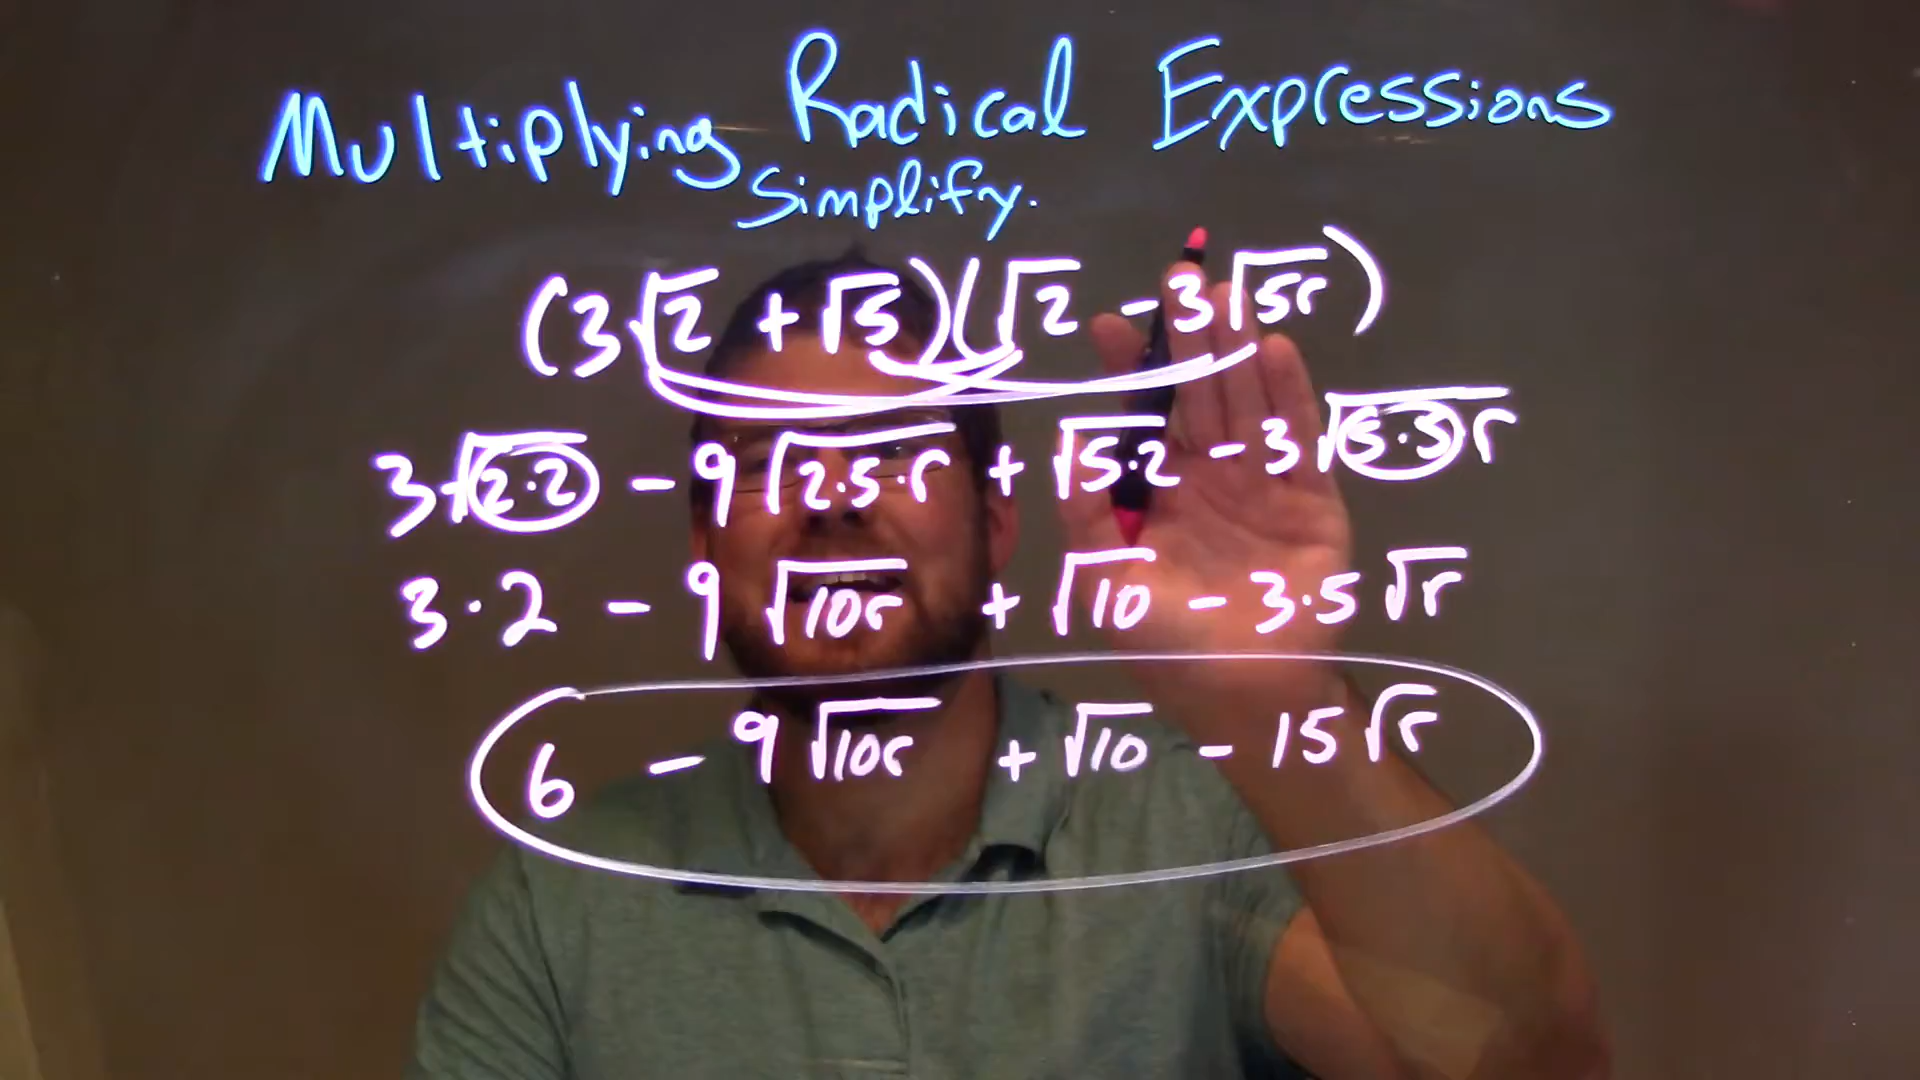 Multiplying Radical Expressions
Simplify.
(3√2 + √5)(√2 - 3√5r)
3√2·2 - 9√2·5·r + √5·2 - 3√5·5r
3·2 - 9√10r + √10 - 3·5√r
6 - 9√10r + √10 - 15√r